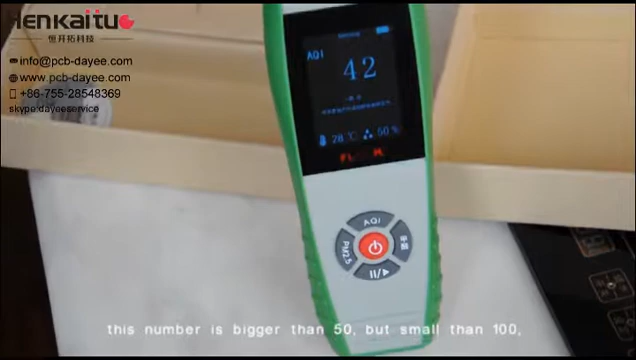 HENKAITUO
恒开拓科技
info@pcb-dayee.com
www.pcb-dayee.com
+86-755-28548369
skype:dayeeservice
AQI
42
28℃ 50%
AQI
PM2.5
this number is bigger than 50, but small than 100,